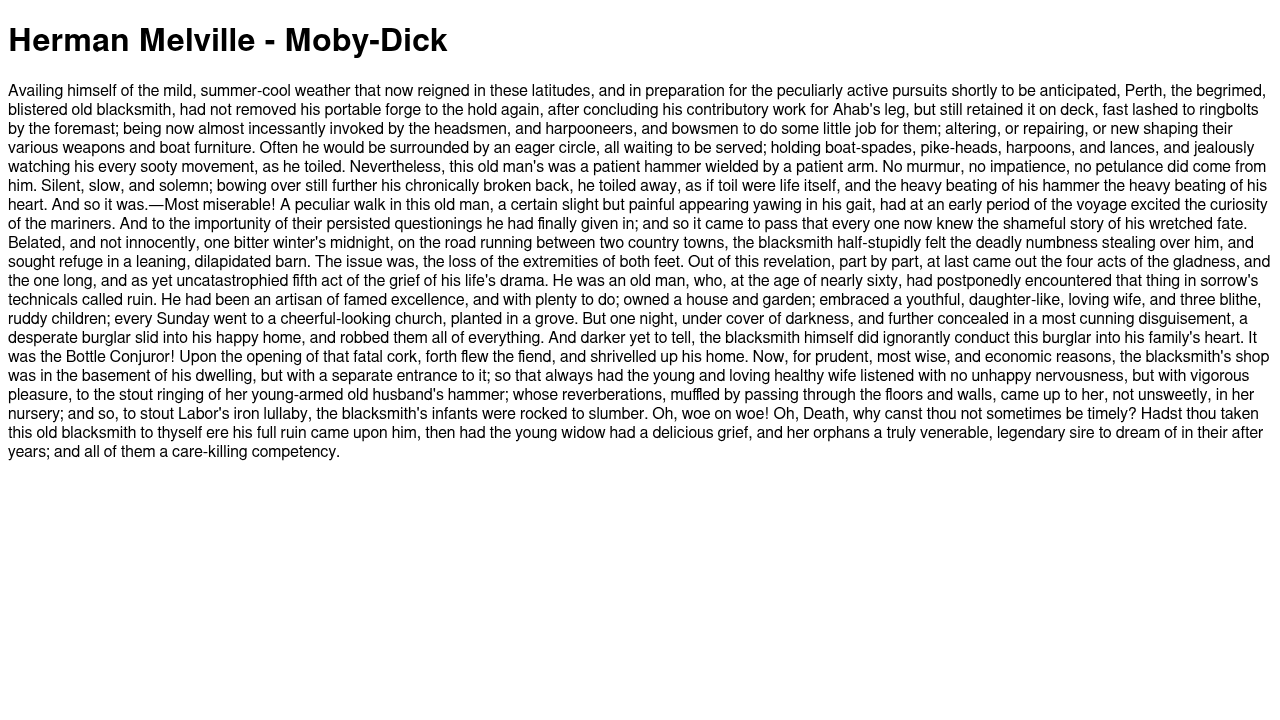 Herman Melville - Moby-Dick
Availing himself of the mild, summer-cool weather that now reigned in these latitudes, and in preparation for the peculiarly active pursuits shortly to be anticipated, Perth, the begrimed,
blistered old blacksmith, had not removed his portable forge to the hold again, after concluding his contributory work for Ahab's leg, but still retained it on deck, fast lashed to ringbolts
by the foremast; being now almost incessantly invoked by the headsmen, and harpooneers, and bowsmen to do some little job for them; altering, or repairing, or new shaping their
various weapons and boat furniture. Often he would be surrounded by an eager circle, all waiting to be served; holding boat-spades, pike-heads, harpoons, and lances, and jealously
watching his every sooty movement, as he toiled. Nevertheless, this old man's was a patient hammer wielded by a patient arm. No murmur, no impatience, no petulance did come from
him. Silent, slow, and solemn; bowing over still further his chronically broken back, he toiled away, as if toil were life itself, and the heavy beating of his hammer the heavy beating of his
heart. And so it was.—Most miserable! A peculiar walk in this old man, a certain slight but painful appearing yawing in his gait, had at an early period of the voyage excited the curiosity
of the mariners. And to the importunity of their persisted questionings he had finally given in; and so it came to pass that every one now knew the shameful story of his wretched fate.
Belated, and not innocently, one bitter winter's midnight, on the road running between two country towns, the blacksmith half-stupidly felt the deadly numbness stealing over him, and
sought refuge in a leaning, dilapidated barn. The issue was, the loss of the extremities of both feet. Out of this revelation, part by part, at last came out the four acts of the gladness, and
the one long, and as yet uncatastrophied fifth act of the grief of his life's drama. He was an old man, who, at the age of nearly sixty, had postponedly encountered that thing in sorrow's
technicals called ruin. He had been an artisan of famed excellence, and with plenty to do; owned a house and garden; embraced a youthful, daughter-like, loving wife, and three blithe,
ruddy children; every Sunday went to a cheerful-looking church, planted in a grove. But one night, under cover of darkness, and further concealed in a most cunning disguisement, a
desperate burglar slid into his happy home, and robbed them all of everything. And darker yet to tell, the blacksmith himself did ignorantly conduct this burglar into his family's heart. It
was the Bottle Conjuror! Upon the opening of that fatal cork, forth flew the fiend, and shrivelled up his home. Now, for prudent, most wise, and economic reasons, the blacksmith's shop
was in the basement of his dwelling, but with a separate entrance to it; so that always had the young and loving healthy wife listened with no unhappy nervousness, but with vigorous
pleasure, to the stout ringing of her young-armed old husband's hammer; whose reverberations, muffled by passing through the floors and walls, came up to her, not unsweetly, in her
nursery; and so, to stout Labor's iron lullaby, the blacksmith's infants were rocked to slumber. Oh, woe on woe! Oh, Death, why canst thou not sometimes be timely? Hadst thou taken
this old blacksmith to thyself ere his full ruin came upon him, then had the young widow had a delicious grief, and her orphans a truly venerable, legendary sire to dream of in their after
years; and all of them a care-killing competency.